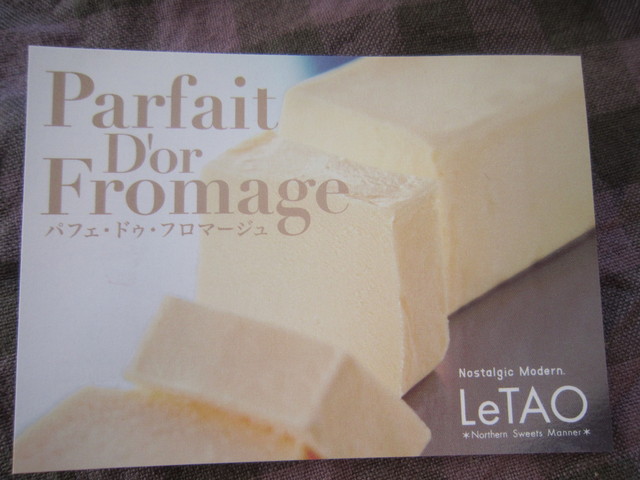 Parfait
D'or
Fromage
パフェ・ドゥ・フロマージュ
Nostalgic Modern.
LeTAO
*Northern Sweets Manner*